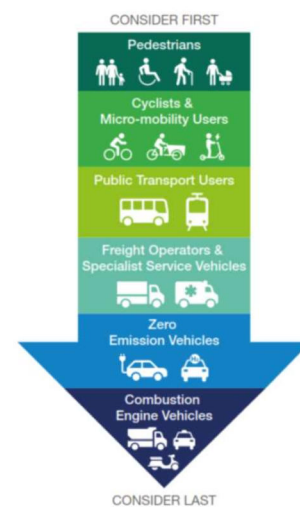 CONSIDER FIRST
Pedestrians
Cyclists &
Micro-mobility Users
Public Transport Users
Freight Operators &
Specialist Service Vehicles
Zero
Emission Vehicles
Combustion
Engine Vehicles
CONSIDER LAST